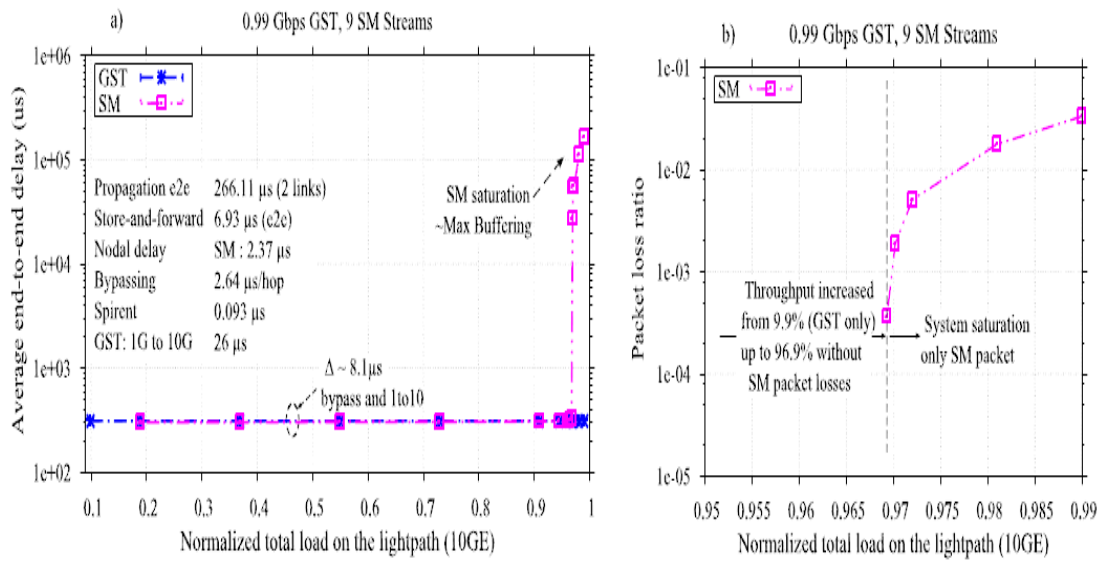 a)
0.99 Gbps GST, 9 SM Streams
GST
SM
Average end-to-end delay (us)
1e+06
1e+05
1e+04
1e+03
1e+02
Propagation e2e 266.11 µs (2 links)
Store-and-forward 6.93 µs (e2e)
Nodal delay SM : 2.37 µs
Bypassing 2.64 µs/hop
Spirent 0.093 µs
GST: 1G to 10G 26 µs
SM saturation
~Max Buffering
Δ ~ 8.1µs
bypass and 1to10
0.1 0.2 0.3 0.4 0.5 0.6 0.7 0.8 0.9 1
Normalized total load on the lightpath (10GE)
b)
0.99 Gbps GST, 9 SM Streams
SM
Packet loss ratio
1e-01
1e-02
1e-03
1e-04
1e-05
Throughput increased
from 9.9% (GST only)
up to 96.9% without
SM packet losses
System saturation
only SM packet
0.95 0.955 0.96 0.965 0.97 0.975 0.98 0.985 0.99
Normalized total load on the lightpath (10GE)